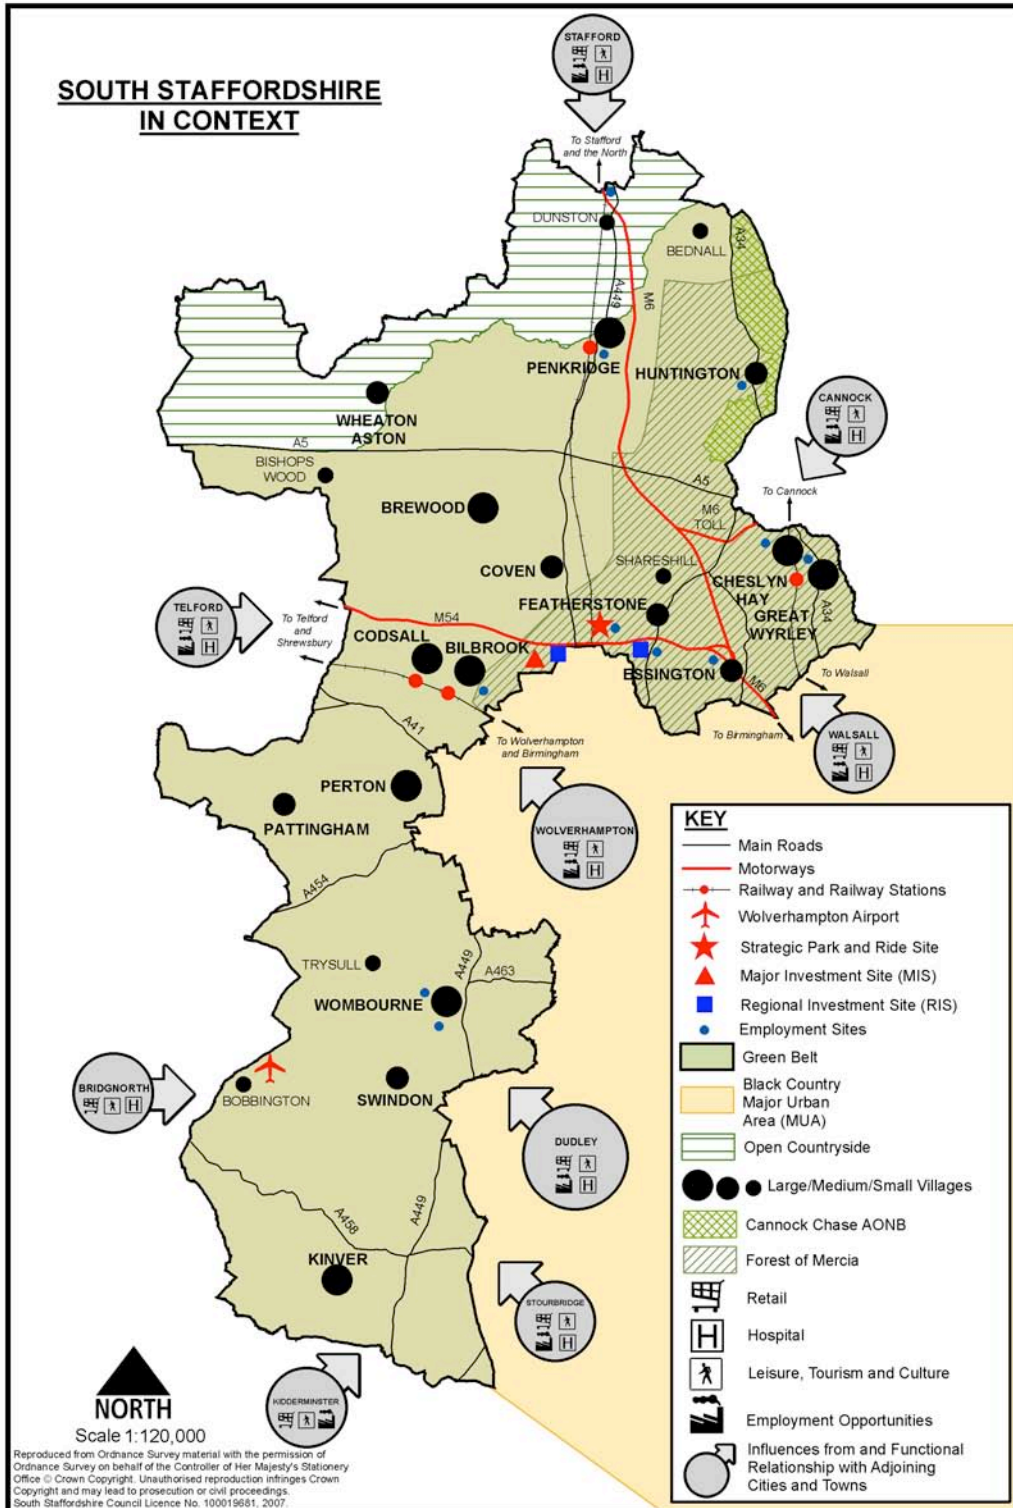 SOUTH STAFFORDSHIRE
IN CONTEXT
STAFFORD
H
To Stafford
and the North
DUNSTON
BEDNALL
A34
A449
M6
PENKRIDGE
HUNTINGTON
WHEATON
ASTON
CANNOCK
H
A5
BISHOPS
WOOD
A5
To Cannock
BREWOOD
M6
TOLL
COVEN
SHARESHILL
CHESLYN
HAY
GREAT
WYRLEY
A34
FEATHERSTONE
TELFORD
H
To Telford
and
Shrewsbury
M54
CODSALL
BILBROOK
ESSINGTON
M6
To Walsall
To Birmingham
WALSALL
H
A41
To Wolverhampton
and Birmingham
PERTON
PATTINGHAM
WOLVERHAMPTON
H
A454
TRYSULL
A449
A463
WOMBOURNE
BRIDGNORTH
H
BOBBINGTON
SWINDON
DUDLEY
H
A458
A449
KINVER
STOURBRIDGE
H
KIDDERMINSTER
NORTH
Scale 1:120,000
Reproduced from Ordnance Survey material with the permission of
Ordnance Survey on behalf of the Controller of Her Majesty's Stationery
Office © Crown Copyright. Unauthorised reproduction infringes Crown
Copyright and may lead to prosecution or civil proceedings.
South Staffordshire Council Licence No. 100019681, 2007.
KEY
Main Roads
Motorways
Railway and Railway Stations
Wolverhampton Airport
Strategic Park and Ride Site
Major Investment Site (MIS)
Regional Investment Site (RIS)
Employment Sites
Green Belt
Black Country
Major Urban
Area (MUA)
Open Countryside
Large/Medium/Small Villages
Cannock Chase AONB
Forest of Mercia
Retail
H
Hospital
Leisure, Tourism and Culture
Employment Opportunities
Influences from and Functional
Relationship with Adjoining
Cities and Towns